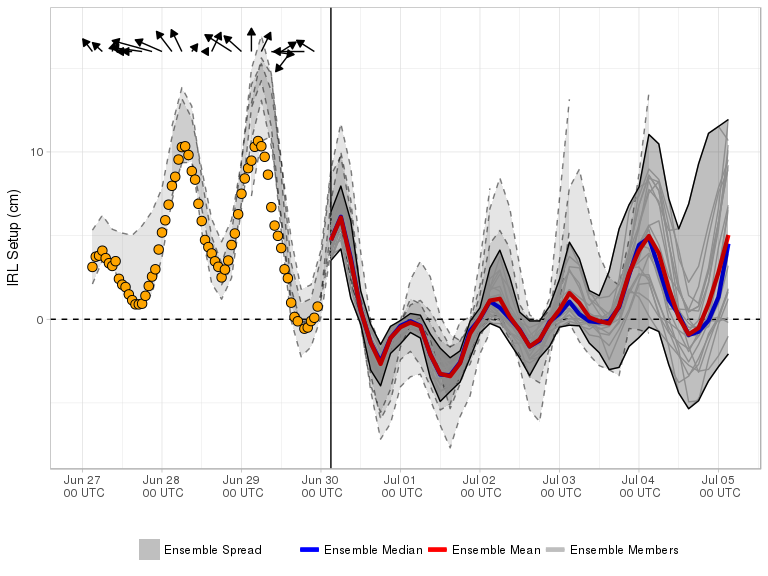 IRL Setup (cm)
10
0
Jun 27 Jun 28 Jun 29 Jun 30 Jul 01 Jul 02 Jul 03 Jul 04 Jul 05
00 UTC 00 UTC 00 UTC 00 UTC 00 UTC 00 UTC 00 UTC 00 UTC 00 UTC
Ensemble Spread Ensemble Median Ensemble Mean Ensemble Members